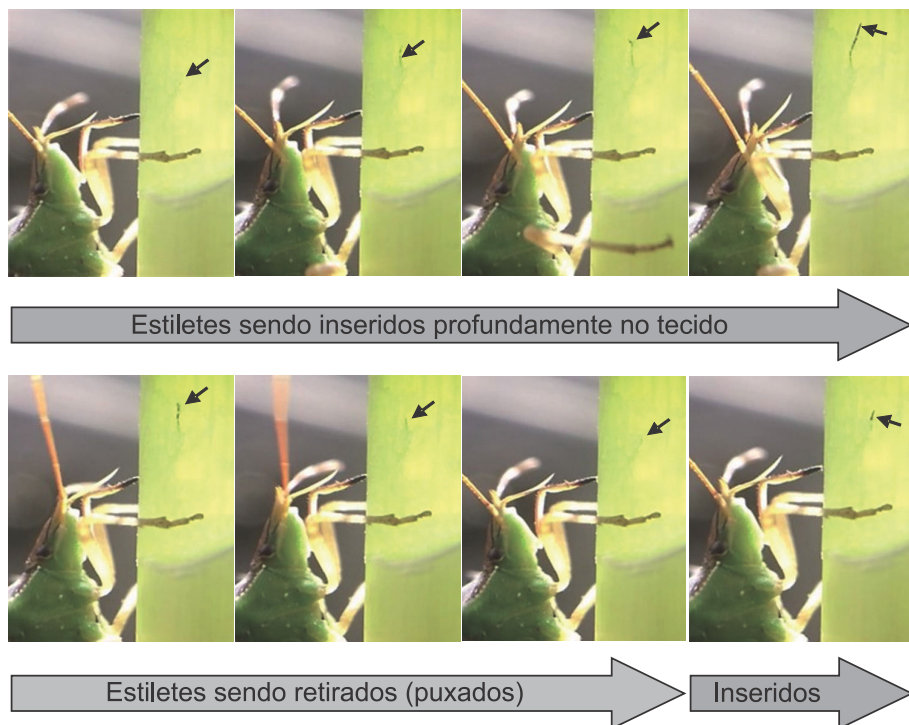 Estiletes sendo inseridos profundamente no tecido
Estiletes sendo retirados (puxados)
Inseridos